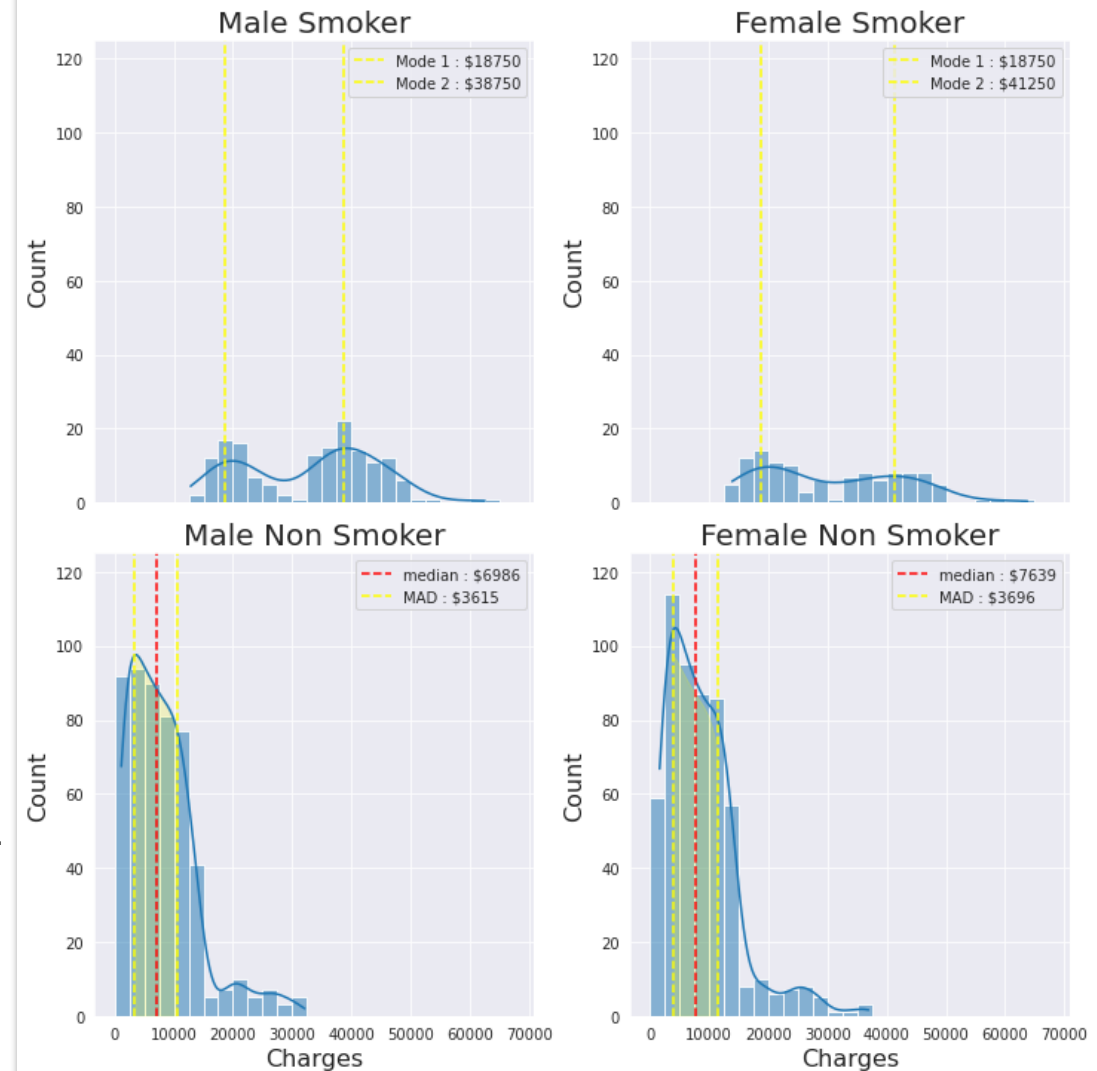 Male Smoker
Mode 1 : $18750
Mode 2 : $38750
120
100
80
60
40
20
0
Count
Female Smoker
Mode 1 : $18750
Mode 2 : $41250
120
100
80
60
40
20
0
Count
Male Non Smoker
median : $6986
MAD : $3615
120
100
80
60
40
20
0
Count
0 10000 20000 30000 40000 50000 60000 70000
Charges
Female Non Smoker
median : $7639
MAD : $3696
120
100
80
60
40
20
0
Count
0 10000 20000 30000 40000 50000 60000 70000
Charges